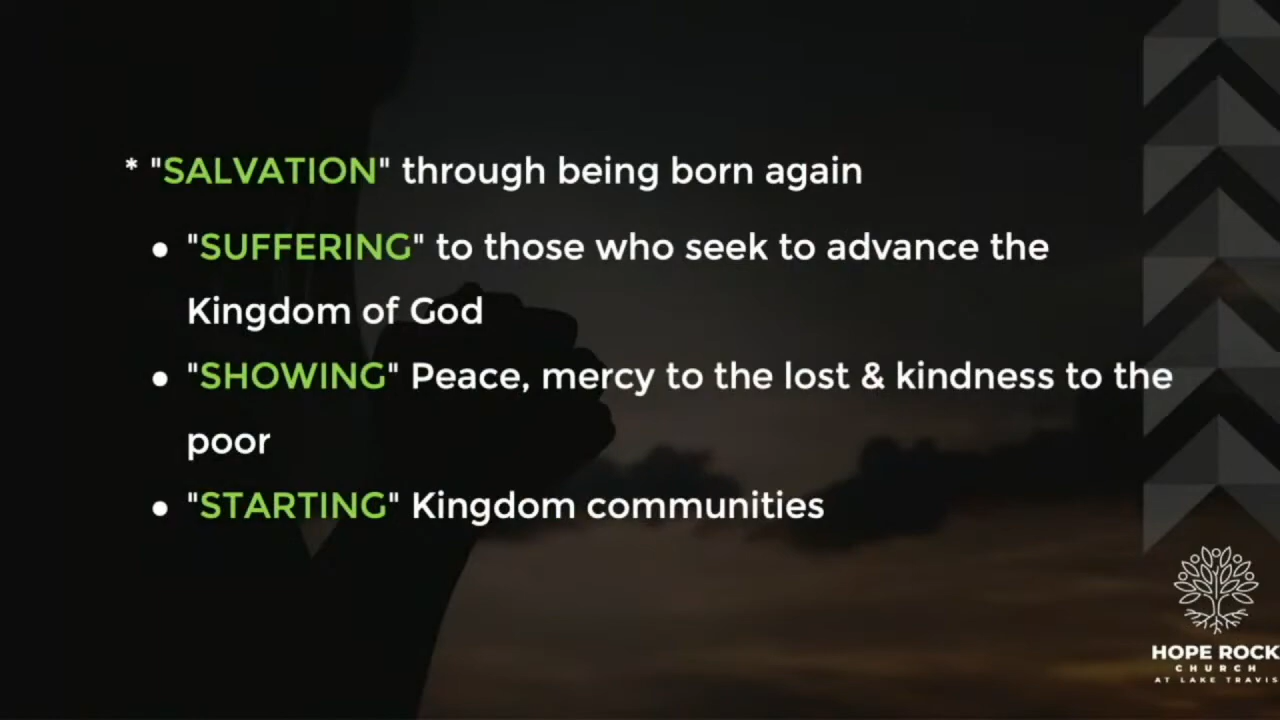 * "SALVATION" through being born again
● "SUFFERING" to those who seek to advance the
Kingdom of God
● "SHOWING" Peace, mercy to the lost & kindness to the
poor
● "STARTING" Kingdom communities
HOPE ROCK
CHURCH
AT LAKE TRAVIS